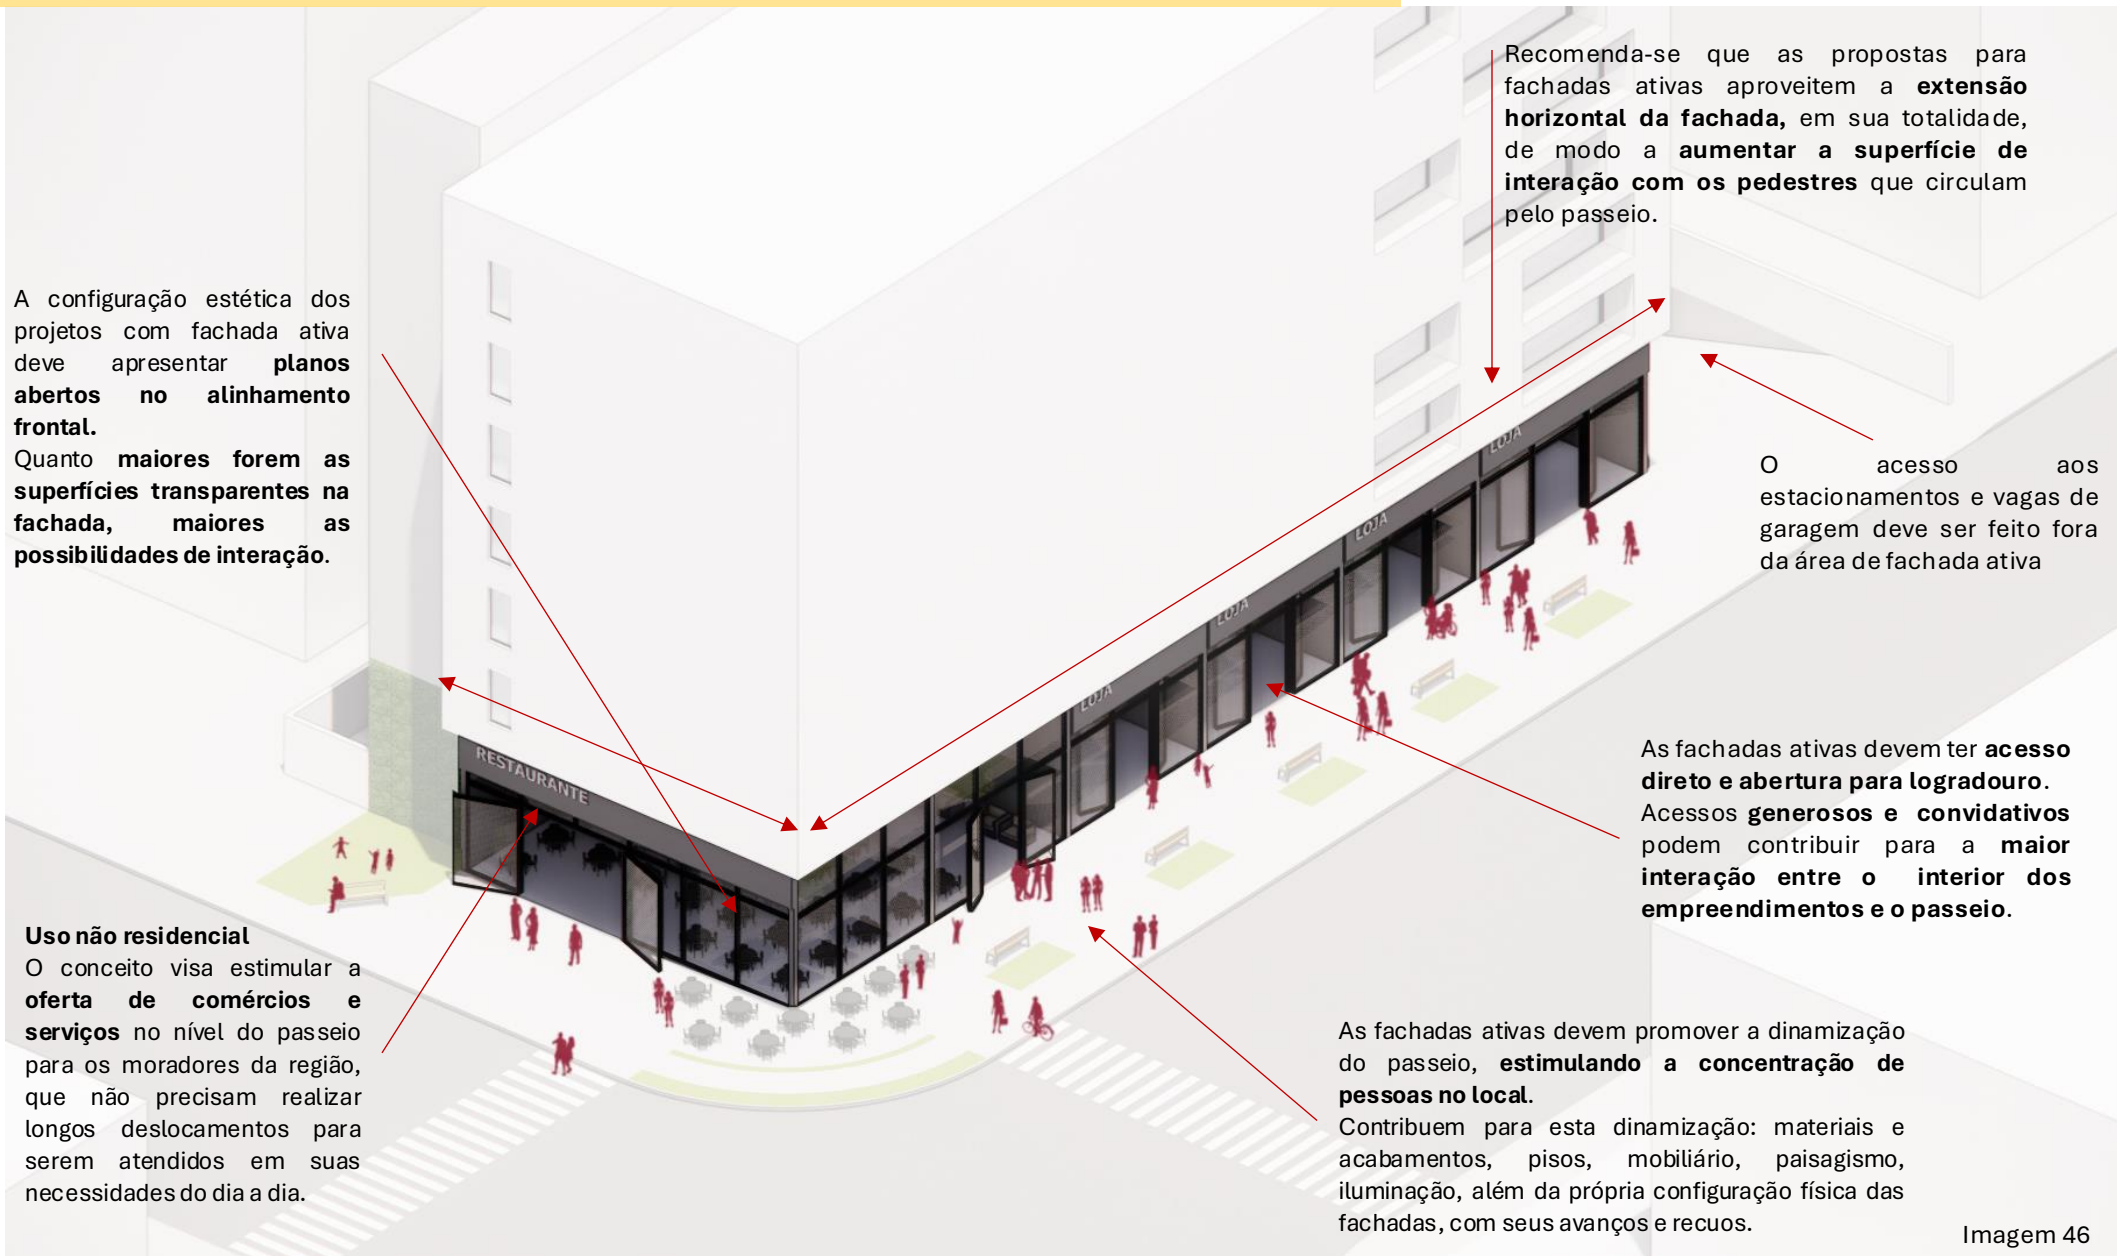 Recomenda-se que as propostas para
fachadas ativas aproveitem a extensão
horizontal da fachada, em sua totalidade,
de modo a aumentar a superfície de
interação com os pedestres que circulam
pelo passeio.
A configuração estética dos
projetos com fachada ativa
deve apresentar planos
abertos no alinhamento
frontal.
Quanto maiores forem as
superfícies transparentes na
fachada, maiores as
possibilidades de interação.
O acesso aos
estacionamentos e vagas de
garagem deve ser feito fora
da área de fachada ativa
LOJA
LOJA
LOJA
LOJA
RESTAURANTE
As fachadas ativas devem ter acesso
direto e abertura para logradouro.
Acessos generosos e convidativos
podem contribuir para a maior
interação entre o interior dos
empreendimentos e o passeio.
Uso não residencial
O conceito visa estimular a
oferta de comércios e
serviços no nível do passeio
para os moradores da região,
que não precisam realizar
longos deslocamentos para
serem atendidos em suas
necessidades do dia a dia.
As fachadas ativas devem promover a dinamização
do passeio, estimulando a concentração de
pessoas no local.
Contribuem para esta dinamização: materiais e
acabamentos, pisos, mobiliário, paisagismo,
iluminação, além da própria configuração física das
fachadas, com seus avanços e recuos.
Imagem 46